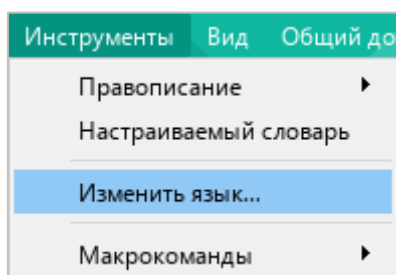 Инструменты Вид Общий до
Правописание
Настраиваемый словарь
Изменить язык...
Макрокоманды